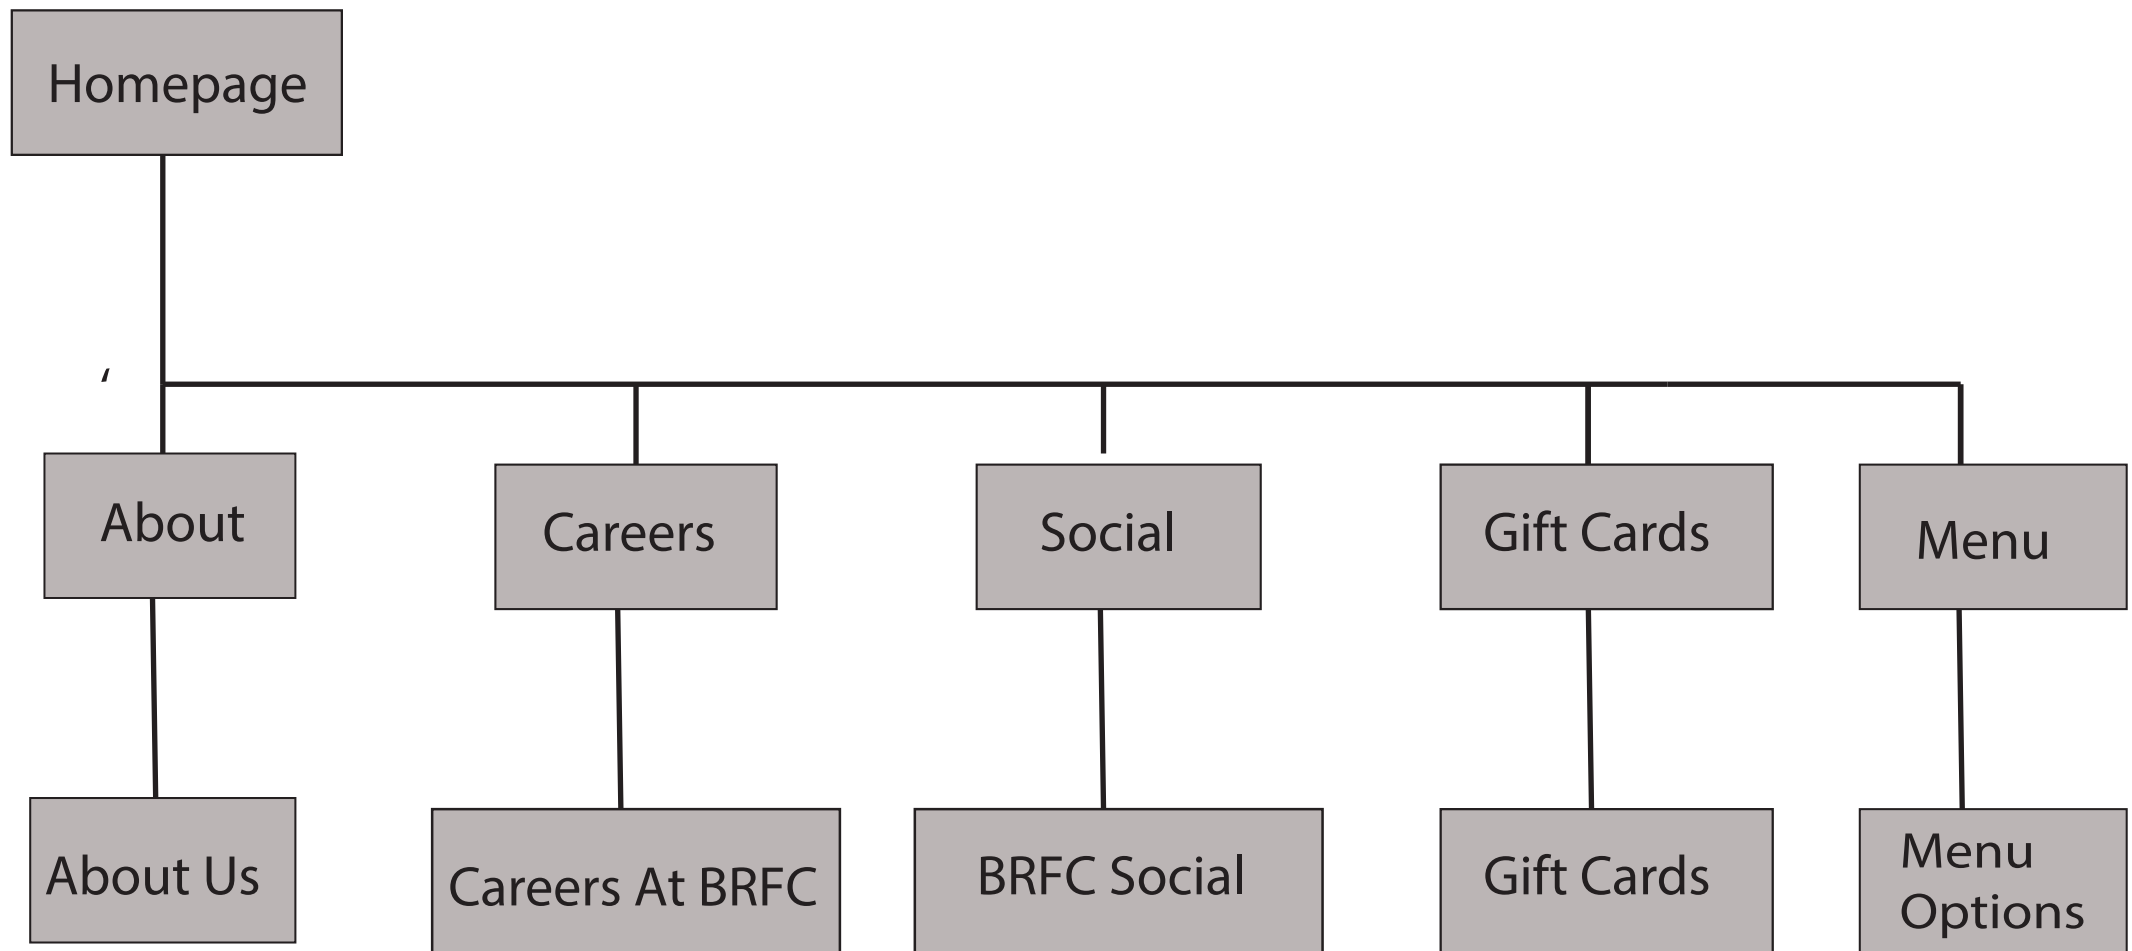 Homepage
‘
About
Careers
Social
Gift Cards
Menu
About Us
Careers At BRFC
BRFC Social
Gift Cards
Menu
Options